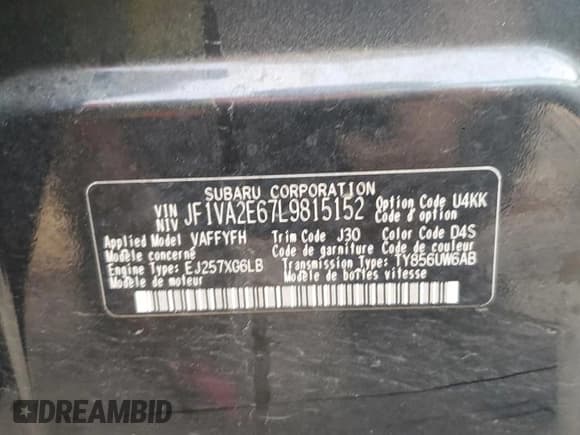 SUBARU CORPORATION
VIN NIV JF1VA2E67L9815152 Option Code U4KK
Code d option
Applied Model VAFFYFH Trim Code J30 Color Code D4S
Modèle concerné Code de garniture Code de couleur
Engine Type: EJ257XG6LB Transmission Type: TY856UW6AB
Modèle de moteur Modèle de boîtes vitesse
DREAMBID